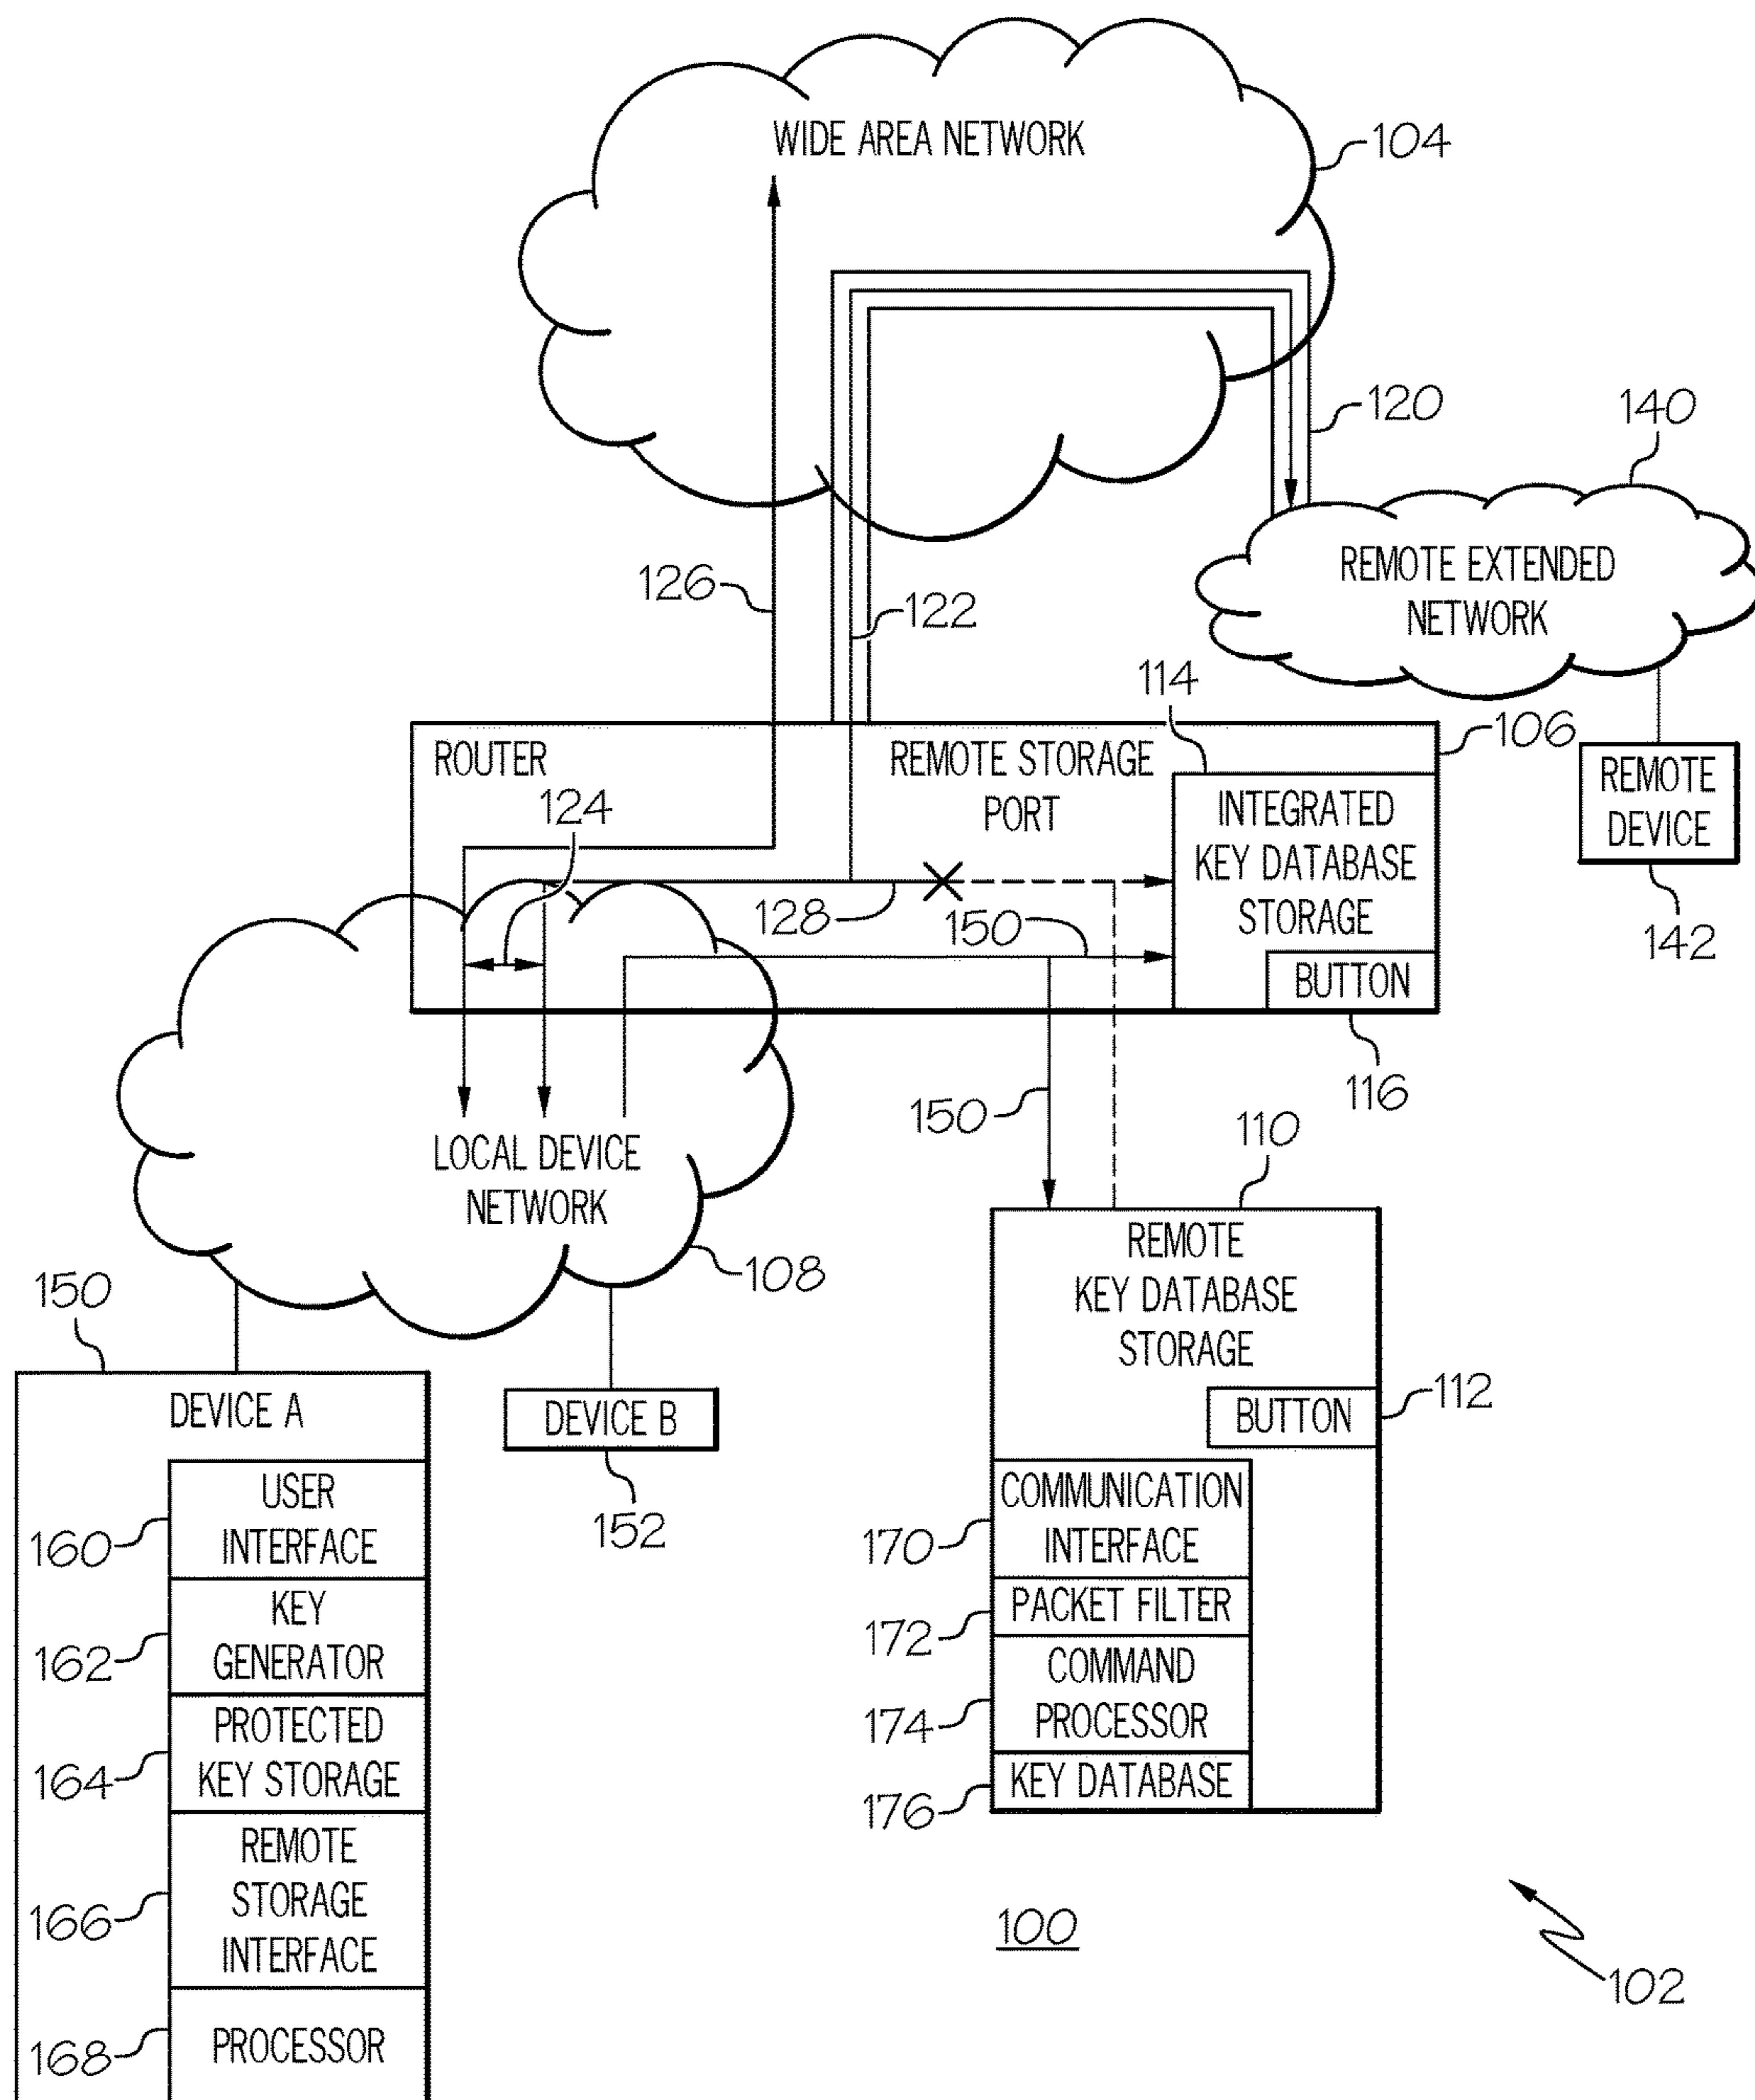 WIDE AREA NETWORK
104
120
140
126
122
REMOTE EXTENDED
NETWORK
114
106
ROUTER
REMOTE STORAGE
PORT
124
INTEGRATED
KEY DATABASE
STORAGE
REMOTE
DEVICE
128
150
142
BUTTON
116
150
110
LOCAL DEVICE
NETWORK
108
REMOTE
KEY DATABASE
STORAGE
150
112
BUTTON
DEVICE A
DEVICE B
152
USER
INTERFACE
160
KEY
GENERATOR
162
PROTECTED
KEY STORAGE
164
REMOTE
STORAGE
INTERFACE
166
PROCESSOR
168
COMMUNICATION
INTERFACE
170
PACKET FILTER
172
COMMAND
PROCESSOR
174
KEY DATABASE
176
100
102